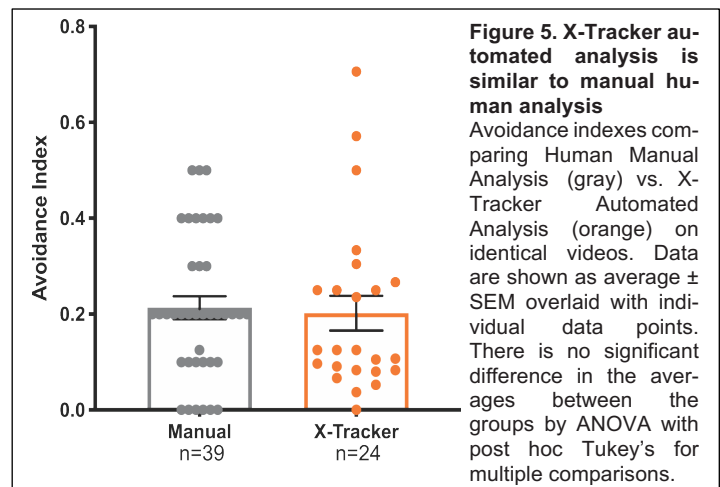 0.8
0.6
0.4
0.2
0.0
Avoidance Index
Manual
n=39
X-Tracker
n=24
Figure 5. X-Tracker au-
tomated analysis is
similar to manual hu-
man analysis
Avoidance indexes com-
paring Human Manual
Analysis (gray) vs. X-
Tracker Automated
Analysis (orange) on
identical videos. Data
are shown as average ±
SEM overlaid with indi-
vidual data points.
There is no significant
difference in the aver-
ages between the
groups by ANOVA with
post hoc Tukey's for
multiple comparisons.